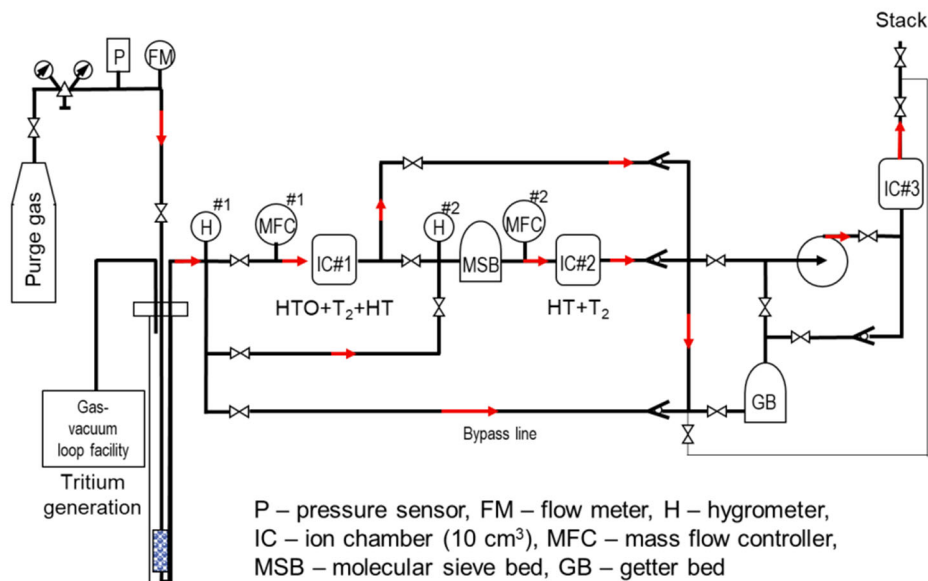 Stack
P
FM
IC#3
#1
#1
#2
#2
H
MFC
H
MFC
Purge gas
IC#1
MSB
IC#2
HTO+T₂+HT
HT+T₂
Gas-
vacuum
loop facility
GB
Bypass line
Tritium
generation
P – pressure sensor, FM – flow meter, H – hygrometer,
IC – ion chamber (10 cm³), MFC – mass flow controller,
MSB – molecular sieve bed, GB – getter bed